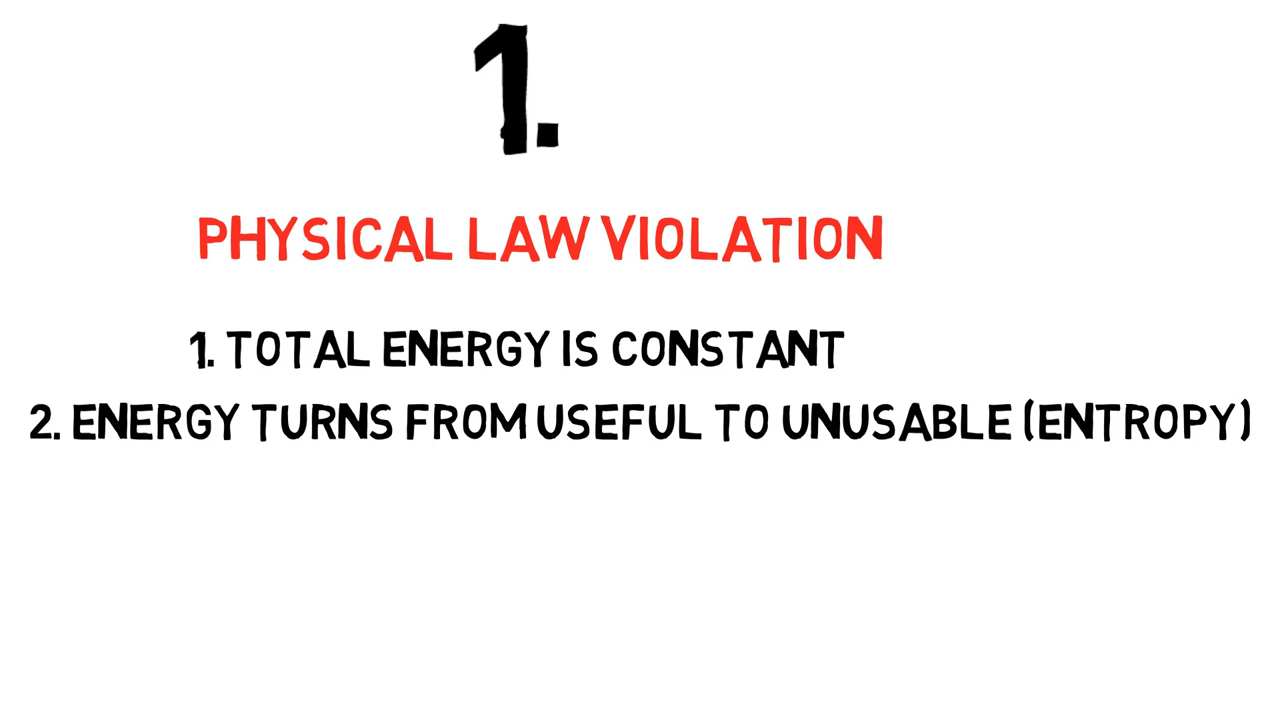 1.
PHYSICAL LAW VIOLATION
1. TOTAL ENERGY IS CONSTANT
2. ENERGY TURNS FROM USEFUL TO UNUSABLE (ENTROPY)